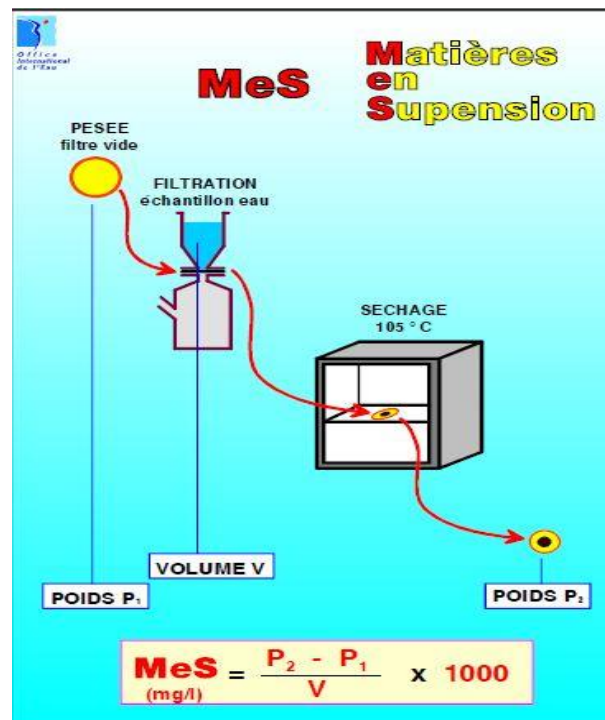 Office
International
de l'Eau
MeS
Matières
en
Supension
PESEE
filtre vide
FILTRATION
échantillon eau
SECHAGE
105 ° C
VOLUME V
POIDS P₁
POIDS P₂
MeS (mg/l) = P₂ - P₁ / V x 1000